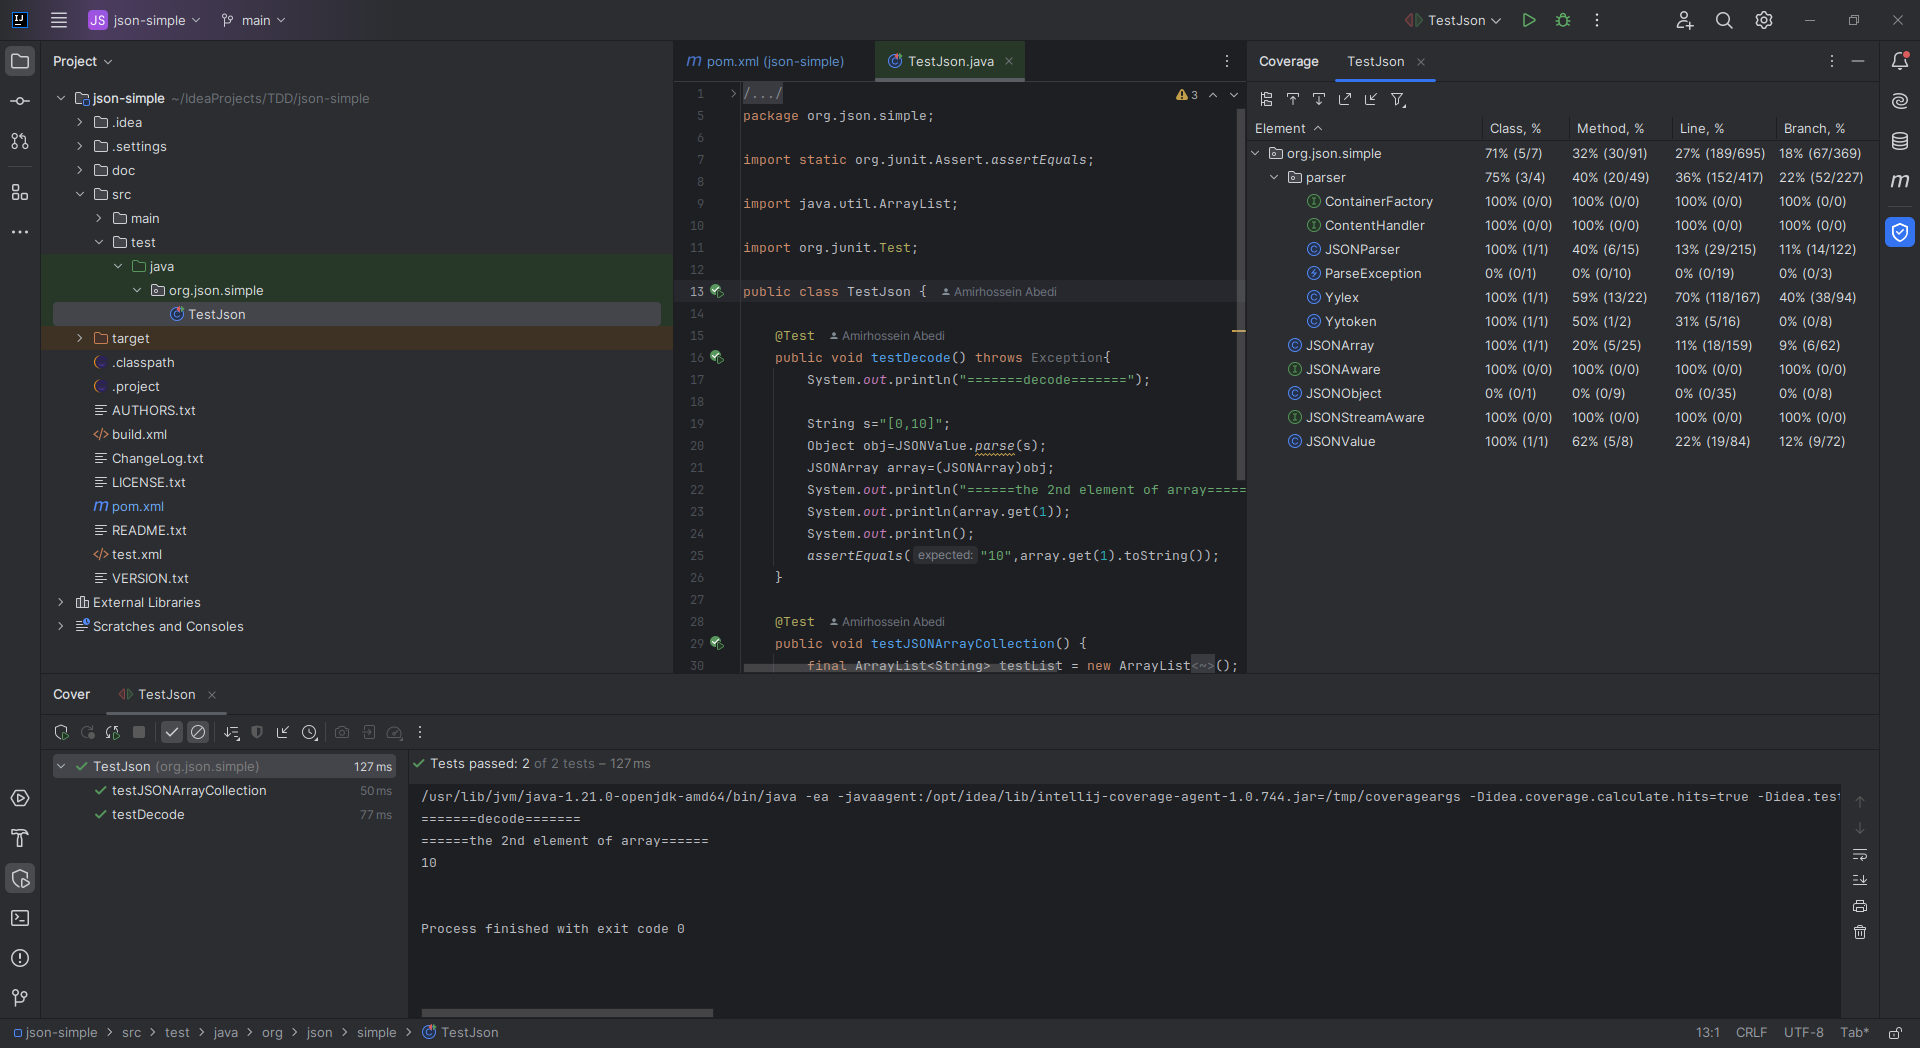 JS json-simple
main
TestJson
Project
json-simple ~/IdeaProjects/TDD/json-simple
.idea
.settings
doc
src
main
test
java
org.json.simple
TestJson
target
.classpath
.project
AUTHORS.txt
build.xml
ChangeLog.txt
LICENSE.txt
pom.xml
README.txt
test.xml
VERSION.txt
External Libraries
Scratches and Consoles
pom.xml (json-simple)
TestJson.java
3
1 /.../
5 package org.json.simple;
6
7 import static org.junit.Assert.assertEquals;
8
9 import java.util.ArrayList;
10
11 import org.junit.Test;
12
13 public class TestJson { Amirhossein Abedi
14
15 @Test Amirhossein Abedi
16 public void testDecode() throws Exception{
17 System.out.println("=======decode=======");
18
19 String s="[0,10]";
20 Object obj=JSONValue.parse(s);
21 JSONArray array=(JSONArray)obj;
22 System.out.println("======the 2nd element of array=====
23 System.out.println(array.get(1));
24 System.out.println();
25 assertEquals( expected: "10",array.get(1).toString());
26 }
27
28 @Test Amirhossein Abedi
29 public void testJSONArrayCollection() {
30 final ArrayList<String> testList = new ArrayList<~>();
Coverage TestJson
Element Class, % Method, % Line, % Branch, %
org.json.simple 71% (5/7) 32% (30/91) 27% (189/695) 18% (67/369)
parser 75% (3/4) 40% (20/49) 36% (152/417) 22% (52/227)
ContainerFactory 100% (0/0) 100% (0/0) 100% (0/0) 100% (0/0)
ContentHandler 100% (0/0) 100% (0/0) 100% (0/0) 100% (0/0)
JSONParser 100% (1/1) 40% (6/15) 13% (29/215) 11% (14/122)
ParseException 0% (0/1) 0% (0/10) 0% (0/19) 0% (0/3)
Yylex 100% (1/1) 59% (13/22) 70% (118/167) 40% (38/94)
Yytoken 100% (1/1) 50% (1/2) 31% (5/16) 0% (0/8)
JSONArray 100% (1/1) 20% (5/25) 11% (18/159) 9% (6/62)
JSONAware 100% (0/0) 100% (0/0) 100% (0/0) 100% (0/0)
JSONObject 0% (0/1) 0% (0/9) 0% (0/35) 0% (0/8)
JSONStreamAware 100% (0/0) 100% (0/0) 100% (0/0) 100% (0/0)
JSONValue 100% (1/1) 62% (5/8) 22% (19/84) 12% (9/72)
Cover TestJson
TestJson (org.json.simple) 127 ms
testJSONArrayCollection 50 ms
testDecode 77 ms
Tests passed: 2 of 2 tests – 127 ms
/usr/lib/jvm/java-1.21.0-openjdk-amd64/bin/java -ea -javaagent:/opt/idea/lib/intellij-coverage-agent-1.0.744.jar=/tmp/coverageargs -Didea.coverage.calculate.hits=true -Didea.test
=======decode=======
======the 2nd element of array======
10
Process finished with exit code 0
json-simple > src > test > java > org > json > simple > TestJson
13:1 CRLF UTF-8 Tab*